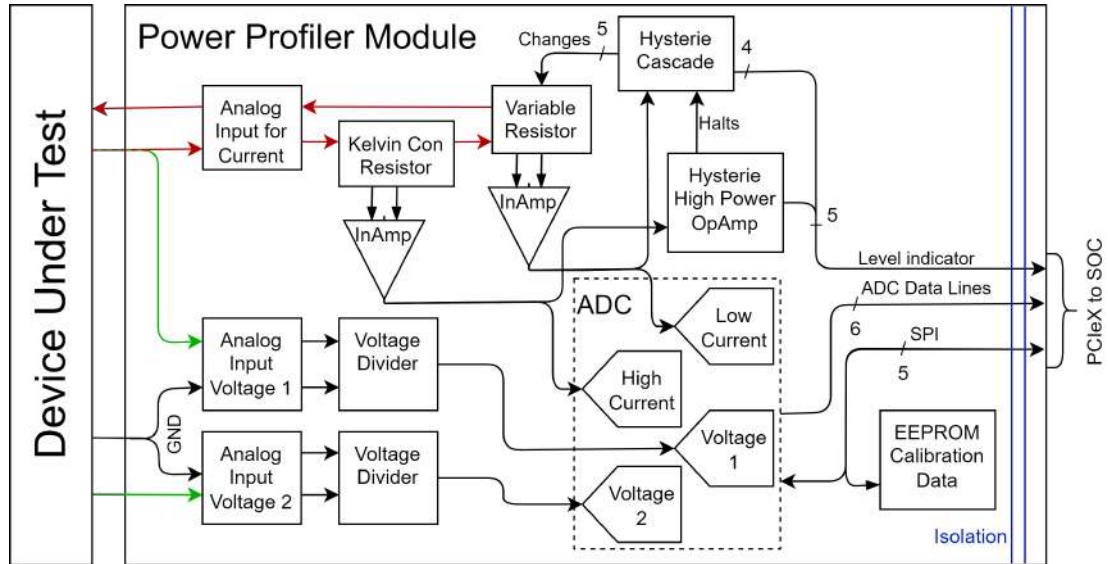 Device Under Test
Power Profiler Module
Changes
5
Hysterie
Cascade
4
Analog
Input for
Current
Kelvin Con
Resistor
Variable
Resistor
Halts
Hysterie
High Power
OpAmp
InAmp
InAmp
5
Level indicator
ADC Data Lines
6
SPI
5
PCIeX to SOC
ADC
Low
Current
High
Current
Analog
Input
Voltage 1
Voltage
Divider
GND
Voltage
1
Analog
Input
Voltage 2
Voltage
Divider
Voltage
2
EEPROM
Calibration
Data
Isolation